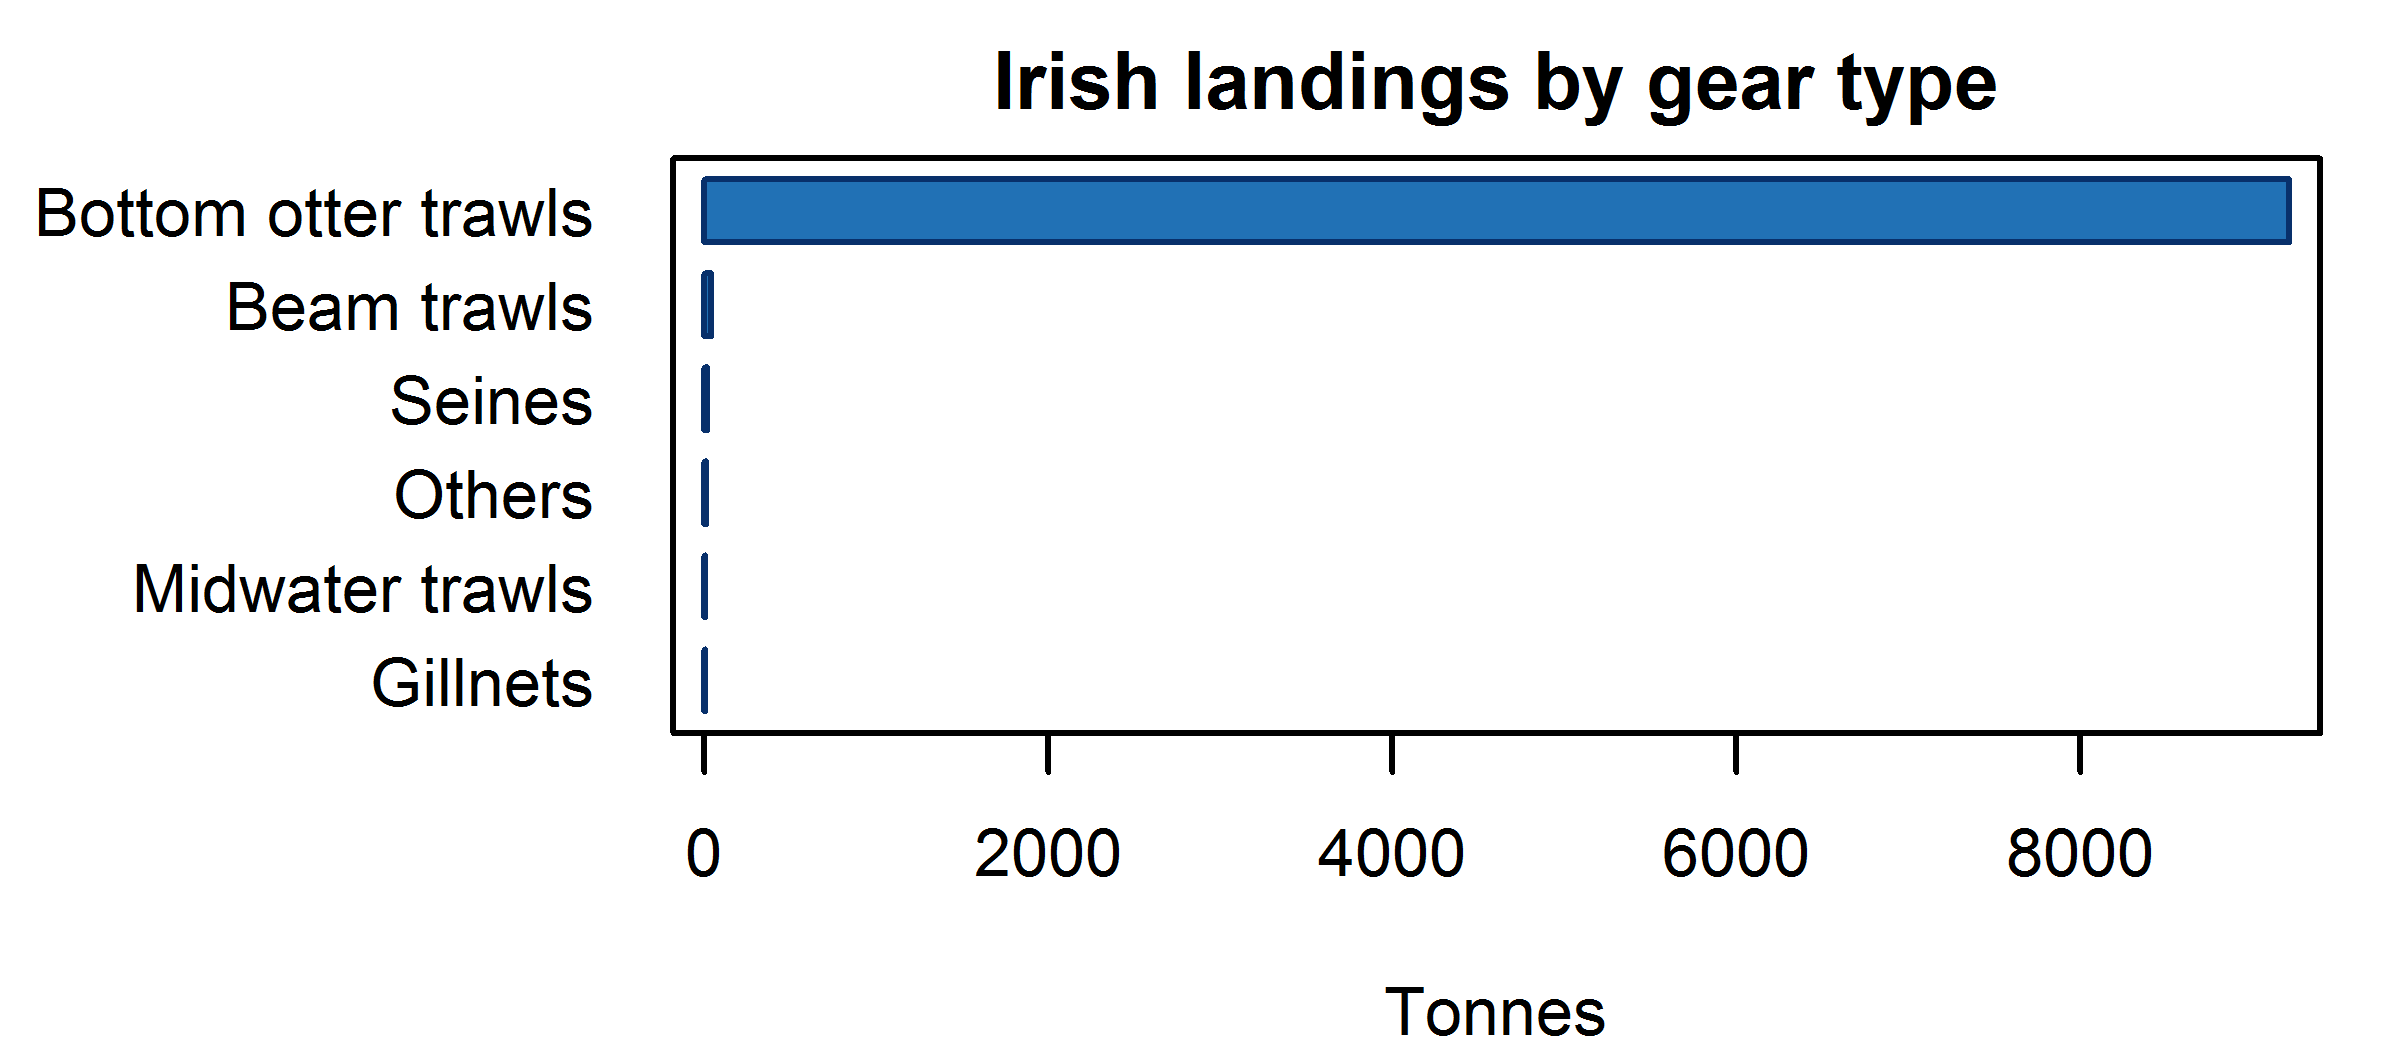 Irish landings by gear type
Bottom otter trawls
Beam trawls
Seines
Others
Midwater trawls
Gillnets
0 2000 4000 6000 8000
Tonnes